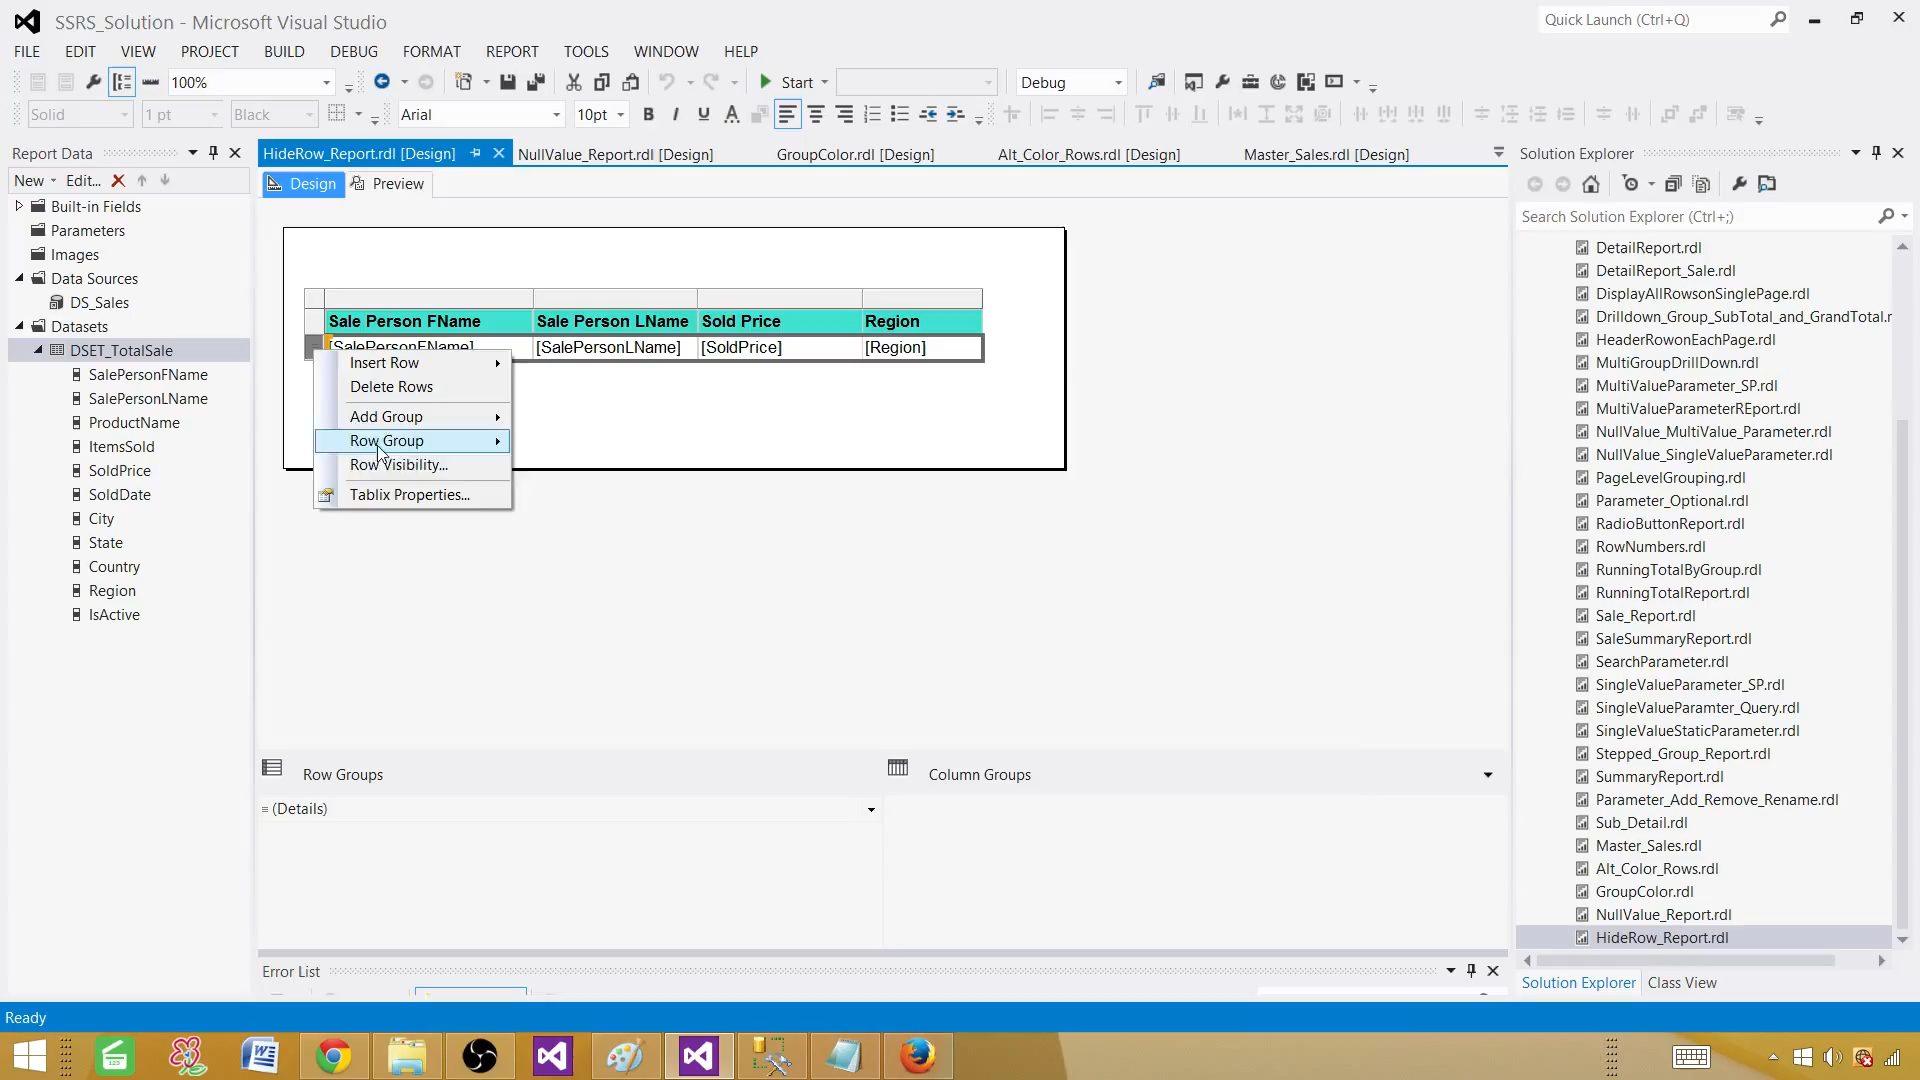 SSRS_Solution - Microsoft Visual Studio
Quick Launch (Ctrl+Q)
FILE EDIT VIEW PROJECT BUILD DEBUG FORMAT REPORT TOOLS WINDOW HELP
100%
Start
Debug
Solid
1 pt
Black
Arial
10pt
B I U A
Report Data
New Edit...
Built-in Fields
Parameters
Images
Data Sources
DS_Sales
Datasets
DSET_TotalSale
SalePersonFName
SalePersonLName
ProductName
ItemsSold
SoldPrice
SoldDate
City
State
Country
Region
IsActive
HideRow_Report.rdl [Design]
NullValue_Report.rdl [Design]
GroupColor.rdl [Design]
Alt_Color_Rows.rdl [Design]
Master_Sales.rdl [Design]
Design
Preview
Sale Person FName Sale Person LName Sold Price Region
[SalePersonFName] [SalePersonLName] [SoldPrice] [Region]
Insert Row
Delete Rows
Add Group
Row Group
Row Visibility...
Tablix Properties...
Row Groups
Column Groups
(Details)
Error List
Solution Explorer
Search Solution Explorer (Ctrl+;)
DetailReport.rdl
DetailReport_Sale.rdl
DisplayAllRowsonSinglePage.rdl
Drilldown_Group_SubTotal_and_GrandTotal.r
HeaderRowonEachPage.rdl
MultiGroupDrillDown.rdl
MultiValueParameter_SP.rdl
MultiValueParameterREport.rdl
NullValue_MultiValue_Parameter.rdl
NullValue_SingleValueParameter.rdl
PageLevelGrouping.rdl
Parameter_Optional.rdl
RadioButtonReport.rdl
RowNumbers.rdl
RunningTotalByGroup.rdl
RunningTotalReport.rdl
Sale_Report.rdl
SaleSummaryReport.rdl
SearchParameter.rdl
SingleValueParameter_SP.rdl
SingleValueParamter_Query.rdl
SingleValueStaticParameter.rdl
Stepped_Group_Report.rdl
SummaryReport.rdl
Parameter_Add_Remove_Rename.rdl
Sub_Detail.rdl
Master_Sales.rdl
Alt_Color_Rows.rdl
GroupColor.rdl
NullValue_Report.rdl
HideRow_Report.rdl
Solution Explorer
Class View
Ready